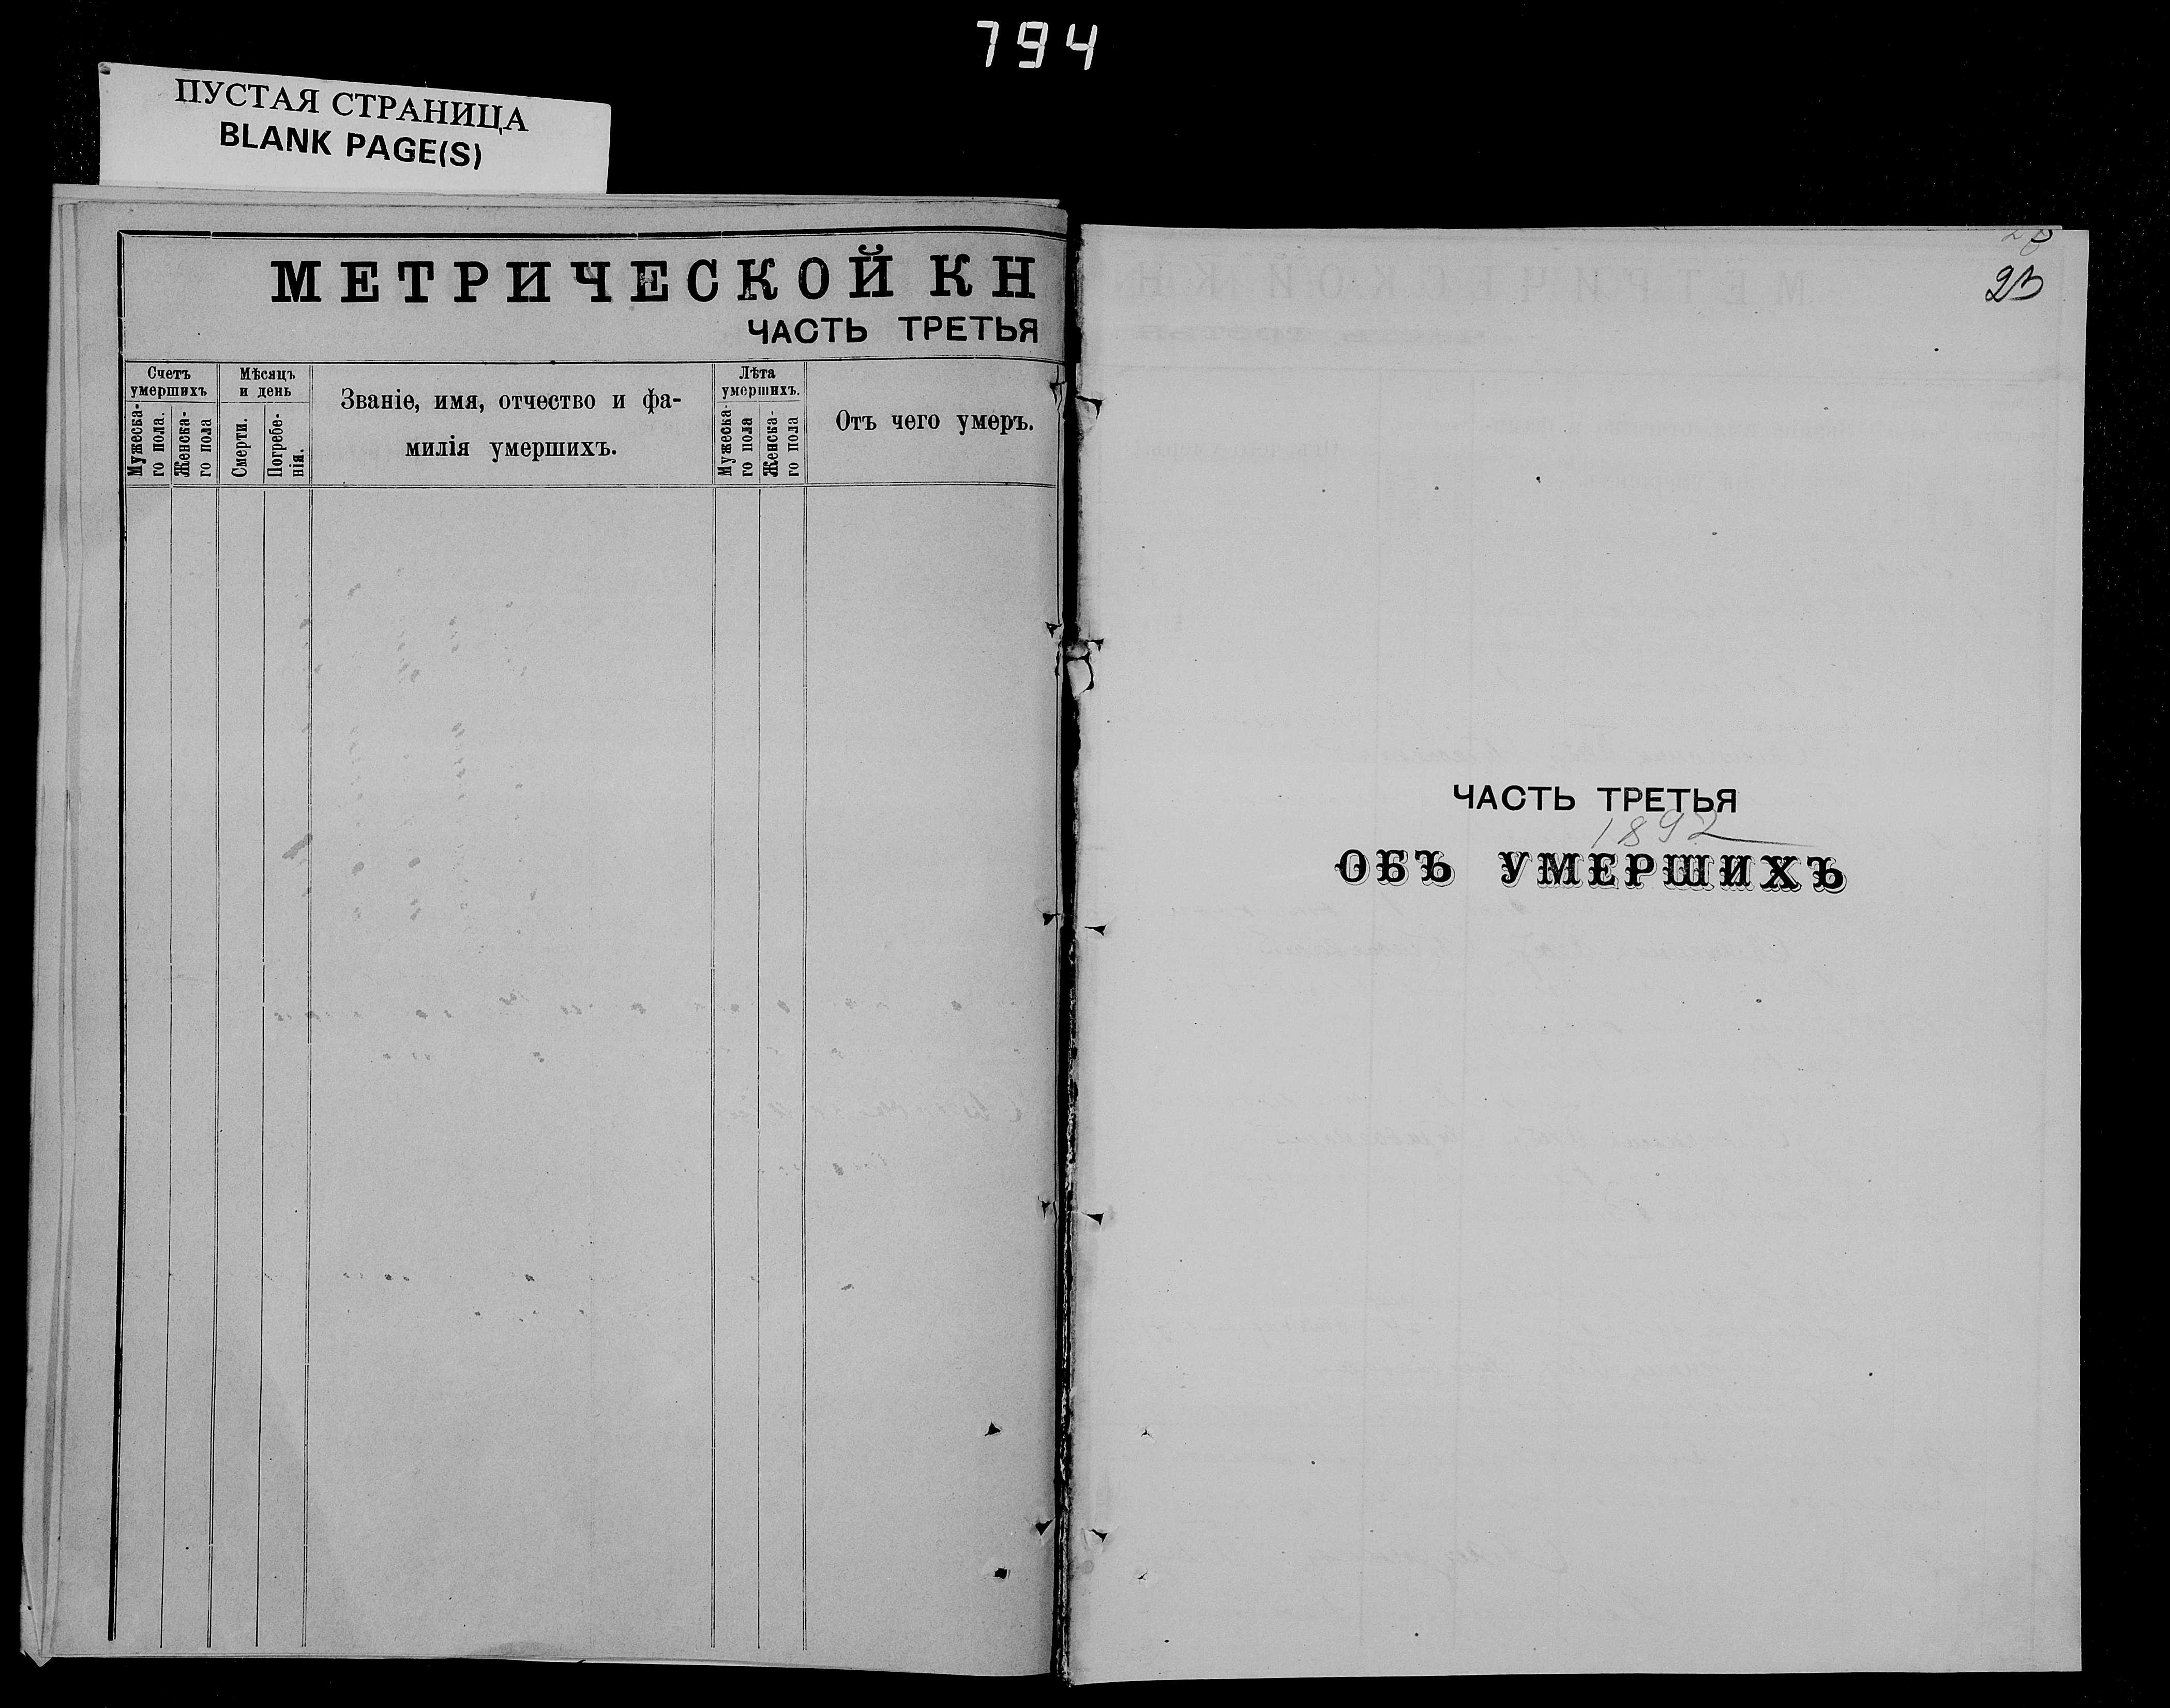 794
ПУСТАЯ СТРАНИЦА
BLANK PAGE(S)
МЕТРИЧЕСКОЙ КН
ЧАСТЬ ТРЕТЬЯ
Счетъ
умершихъ
Мужеска-
го пола.
Женска-
го пола
Мѣсяцъ
и день
Смерти.
Погребе-
нія.
Званіе, имя, отчество и фа-
милія умершихъ.
Лѣта
умершихъ.
Мужеска-
го пола
Женска-
го пола
Отъ чего умеръ.
23
ЧАСТЬ ТРЕТЬЯ
1892
ОБЪ УМЕРШИХЪ